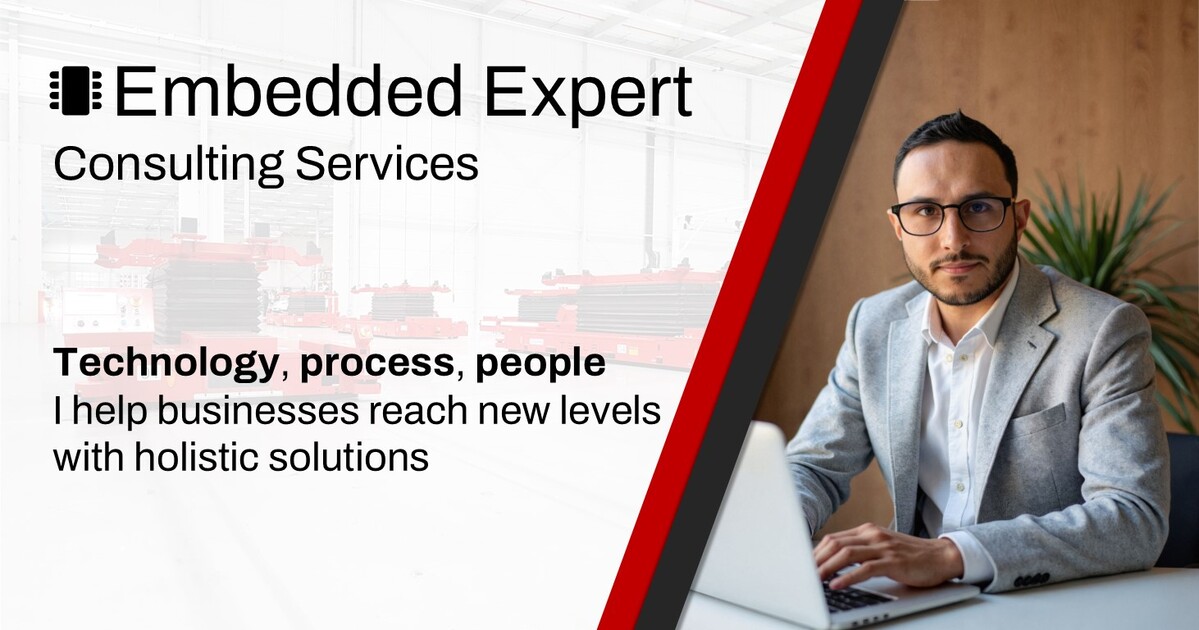 Embedded Expert
Consulting Services
Technology, process, people
I help businesses reach new levels
with holistic solutions